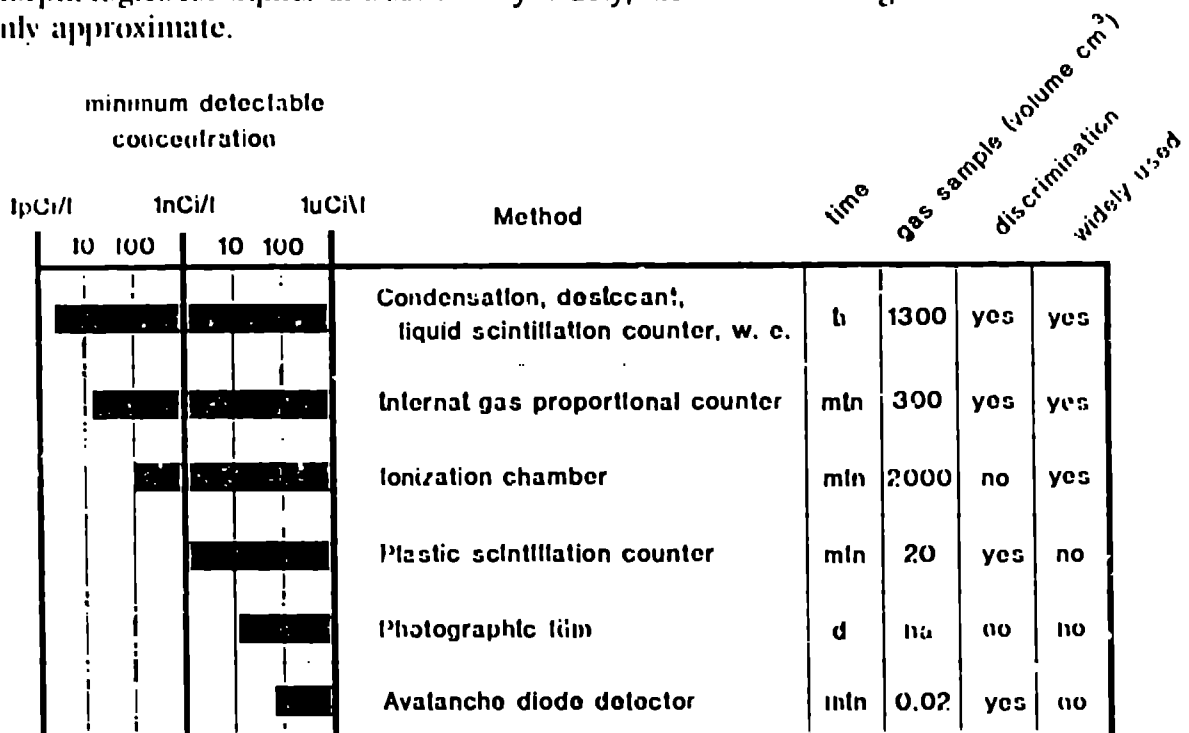 only approximate.
minimum detectable
concentration
1pCi/l 1nCi/l 1uCi\l Method time gas sample (volume cm³) discrimination widely used
10 100 10 100
Condensation, desiccant,
liquid scintillation counter, w. e. h 1300 yes yes
Internal gas proportional counter min 300 yes yes
Ionization chamber min 2000 no yes
Plastic scintillation counter min 20 yes no
Photographic film d na no no
Avalanche diode detector min 0.02 yes no